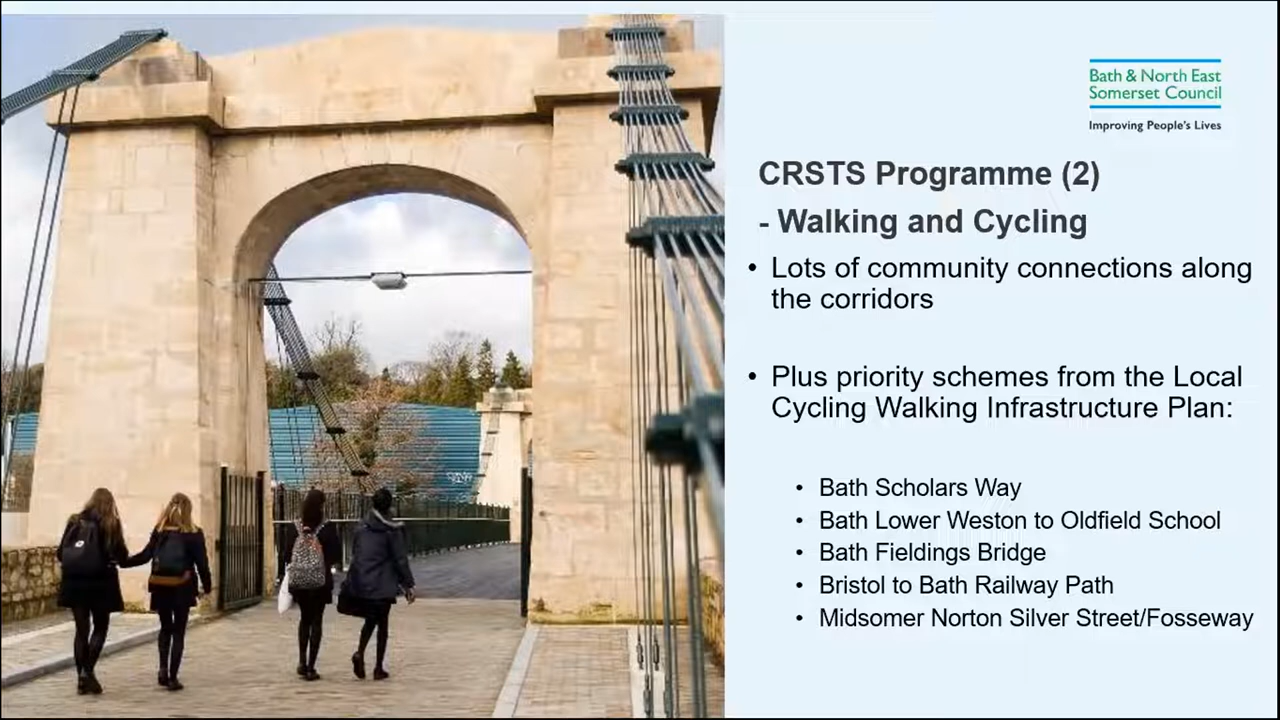 Bath & North East
Somerset Council
Improving People's Lives
CRSTS Programme (2)
- Walking and Cycling
• Lots of community connections along
the corridors
• Plus priority schemes from the Local
Cycling Walking Infrastructure Plan:
• Bath Scholars Way
• Bath Lower Weston to Oldfield School
• Bath Fieldings Bridge
• Bristol to Bath Railway Path
• Midsomer Norton Silver Street/Fosseway